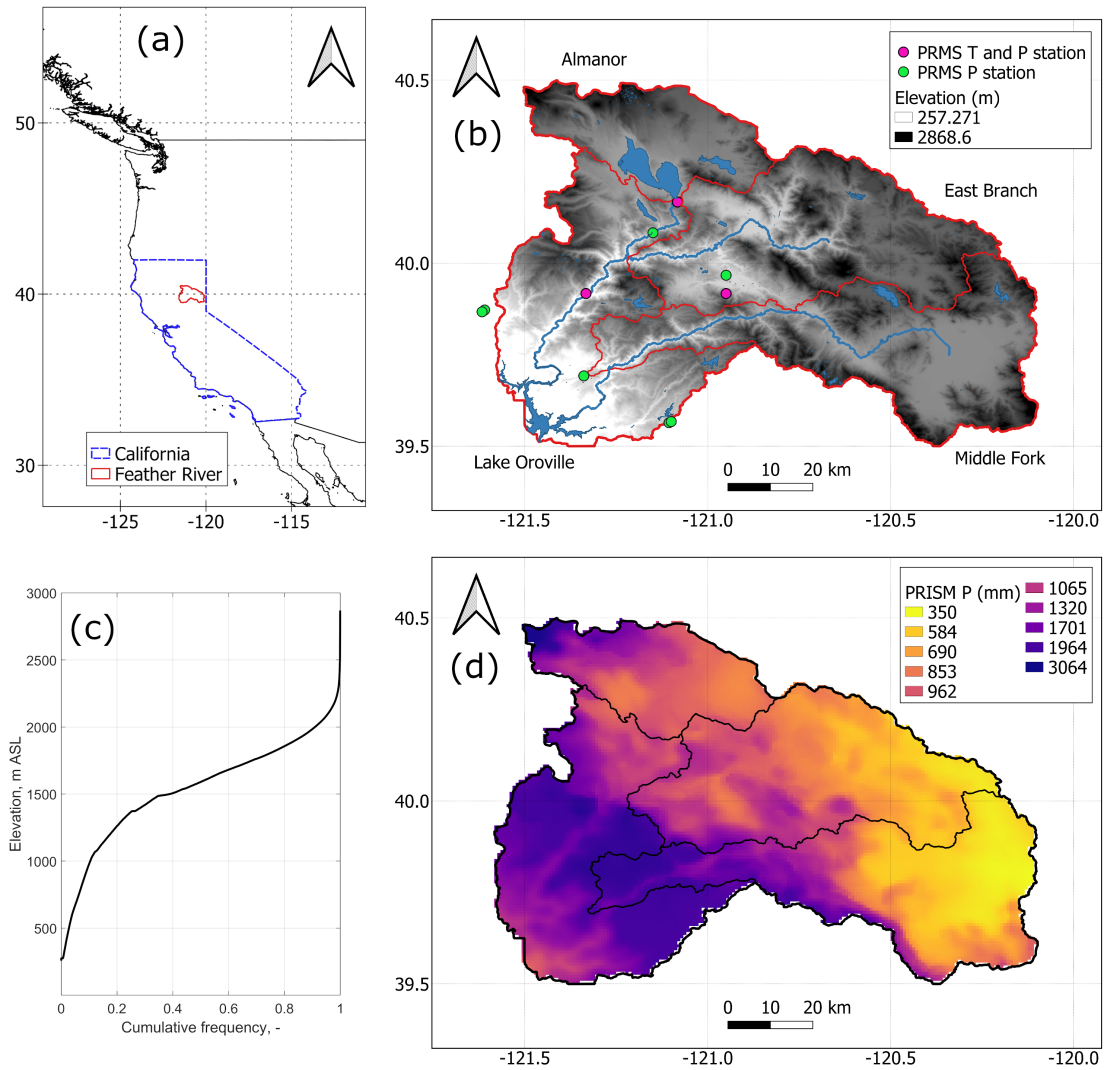 (a)
50
40
30
-125
-120
-115
California
Feather River
(b)
Almanor
East Branch
Lake Oroville
Middle Fork
PRMS T and P station
PRMS P station
Elevation (m)
257.271
2868.6
40.5
40.0
39.5
0 10 20 km
-121.5
-121.0
-120.5
-120.0
(c)
3000
2500
2000
1500
1000
500
Elevation, m ASL
0
0.2
0.4
0.6
0.8
1
Cumulative frequency, -
(d)
PRISM P (mm)
350
584
690
853
962
1065
1320
1701
1964
3064
40.5
40.0
39.5
0 10 20 km
-121.5
-121.0
-120.5
-120.0